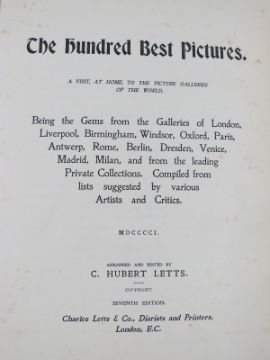 The Hundred Best Pictures.
A VISIT, AT HOME, TO THE PICTURE GALLERIES
OF THE WORLD.
Being the Gems from the Galleries of London,
Liverpool, Birmingham, Windsor, Oxford, Paris,
Antwerp, Rome, Berlin, Dresden, Venice,
Madrid, Milan, and from the leading
Private Collections. Compiled from
lists suggested by various
Artists and Critics.
MDCCCCI.
ARRANGED AND EDITED BY
C. HUBERT LETTS.
COPYRIGHT.
SEVENTH EDITION.
Charles Letts & Co., Diarists and Printers,
London, E.C.